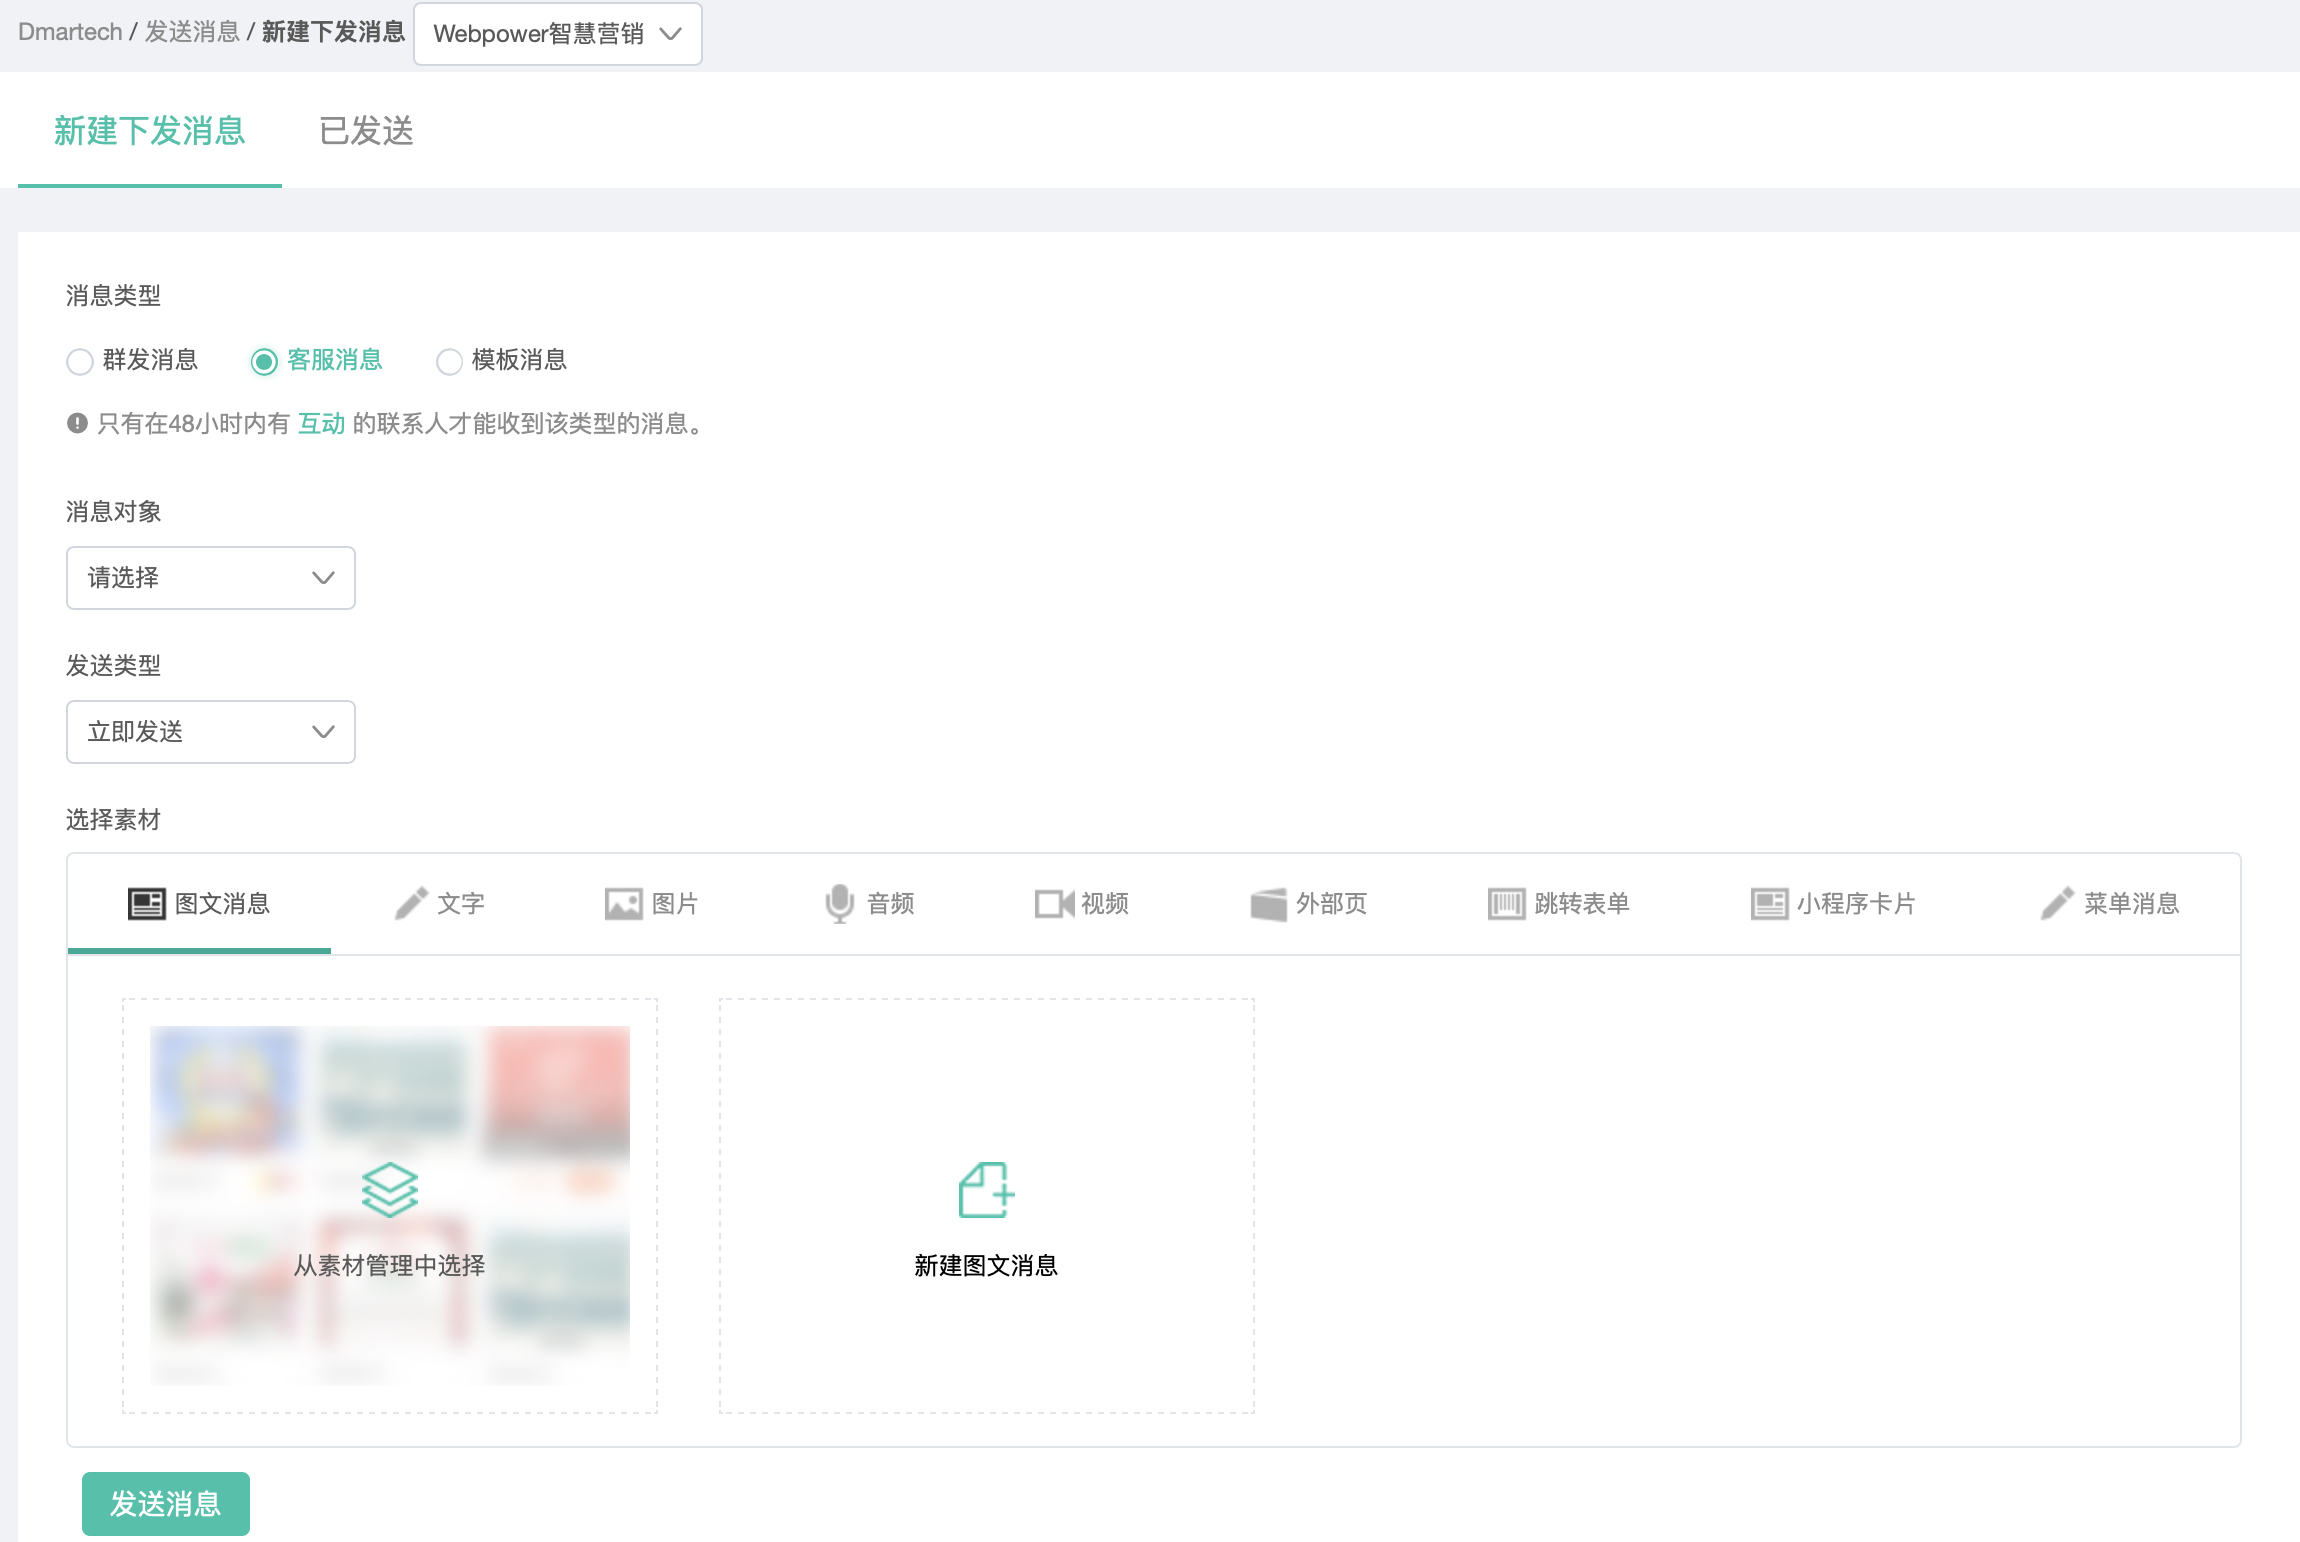 Dmartech / 发送消息 / 新建下发消息 Webpower智慧营销
新建下发消息 已发送
消息类型
群发消息 客服消息 模板消息
只有在48小时内有 互动 的联系人才能收到该类型的消息。
消息对象
请选择
发送类型
立即发送
选择素材
图文消息 文字 图片 音频 视频 外部页 跳转表单 小程序卡片 菜单消息
从素材管理中选择 新建图文消息
发送消息